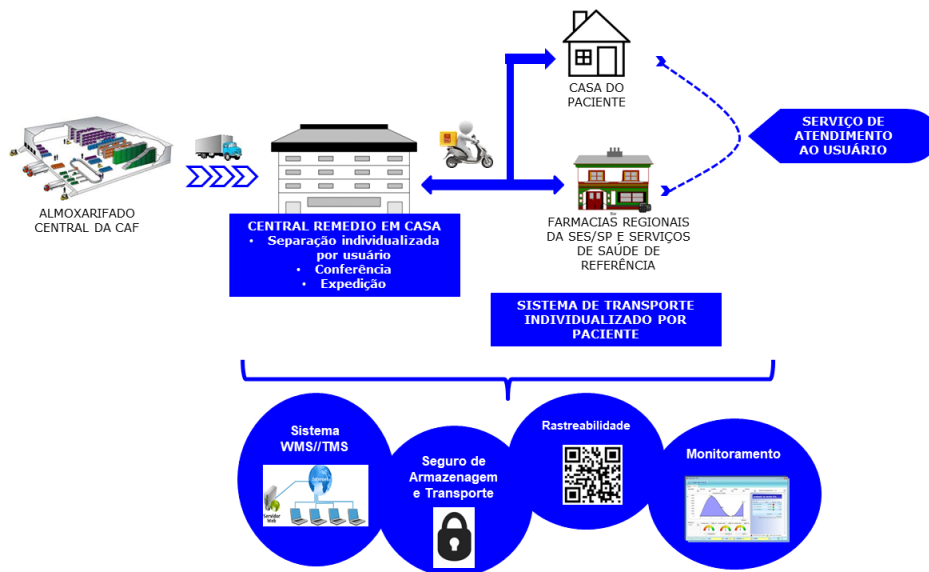 CASA DO
PACIENTE
SERVIÇO DE
ATENDIMENTO
AO USUÁRIO
ALMOXARIFADO
CENTRAL DA CAF
CENTRAL REMEDIO EM CASA
• Separação individualizada
por usuário
• Conferência
• Expedição
FARMACIAS REGIONAIS
DA SES/SP E SERVIÇOS
DE SAÚDE DE
REFERÊNCIA
SISTEMA DE TRANSPORTE
INDIVIDUALIZADO POR
PACIENTE
Sistema
WMS//TMS
Servidor
Web
Seguro de
Armazenagem
e Transporte
Rastreabilidade
Monitoramento